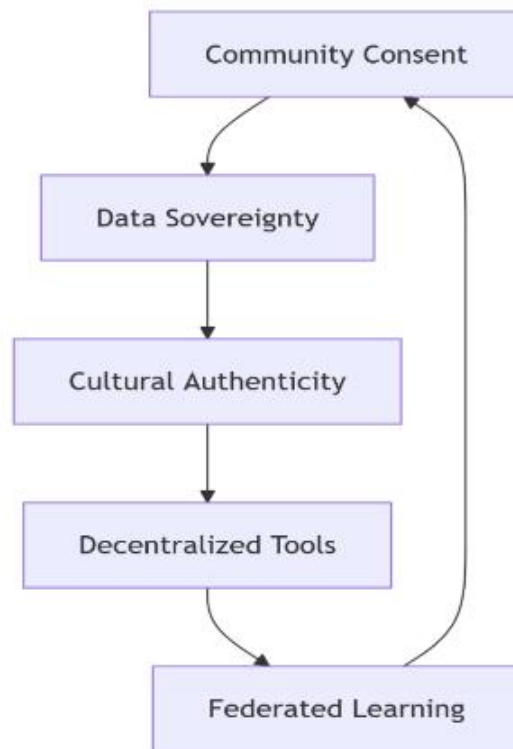 Community Consent
Data Sovereignty
Cultural Authenticity
Decentralized Tools
Federated Learning